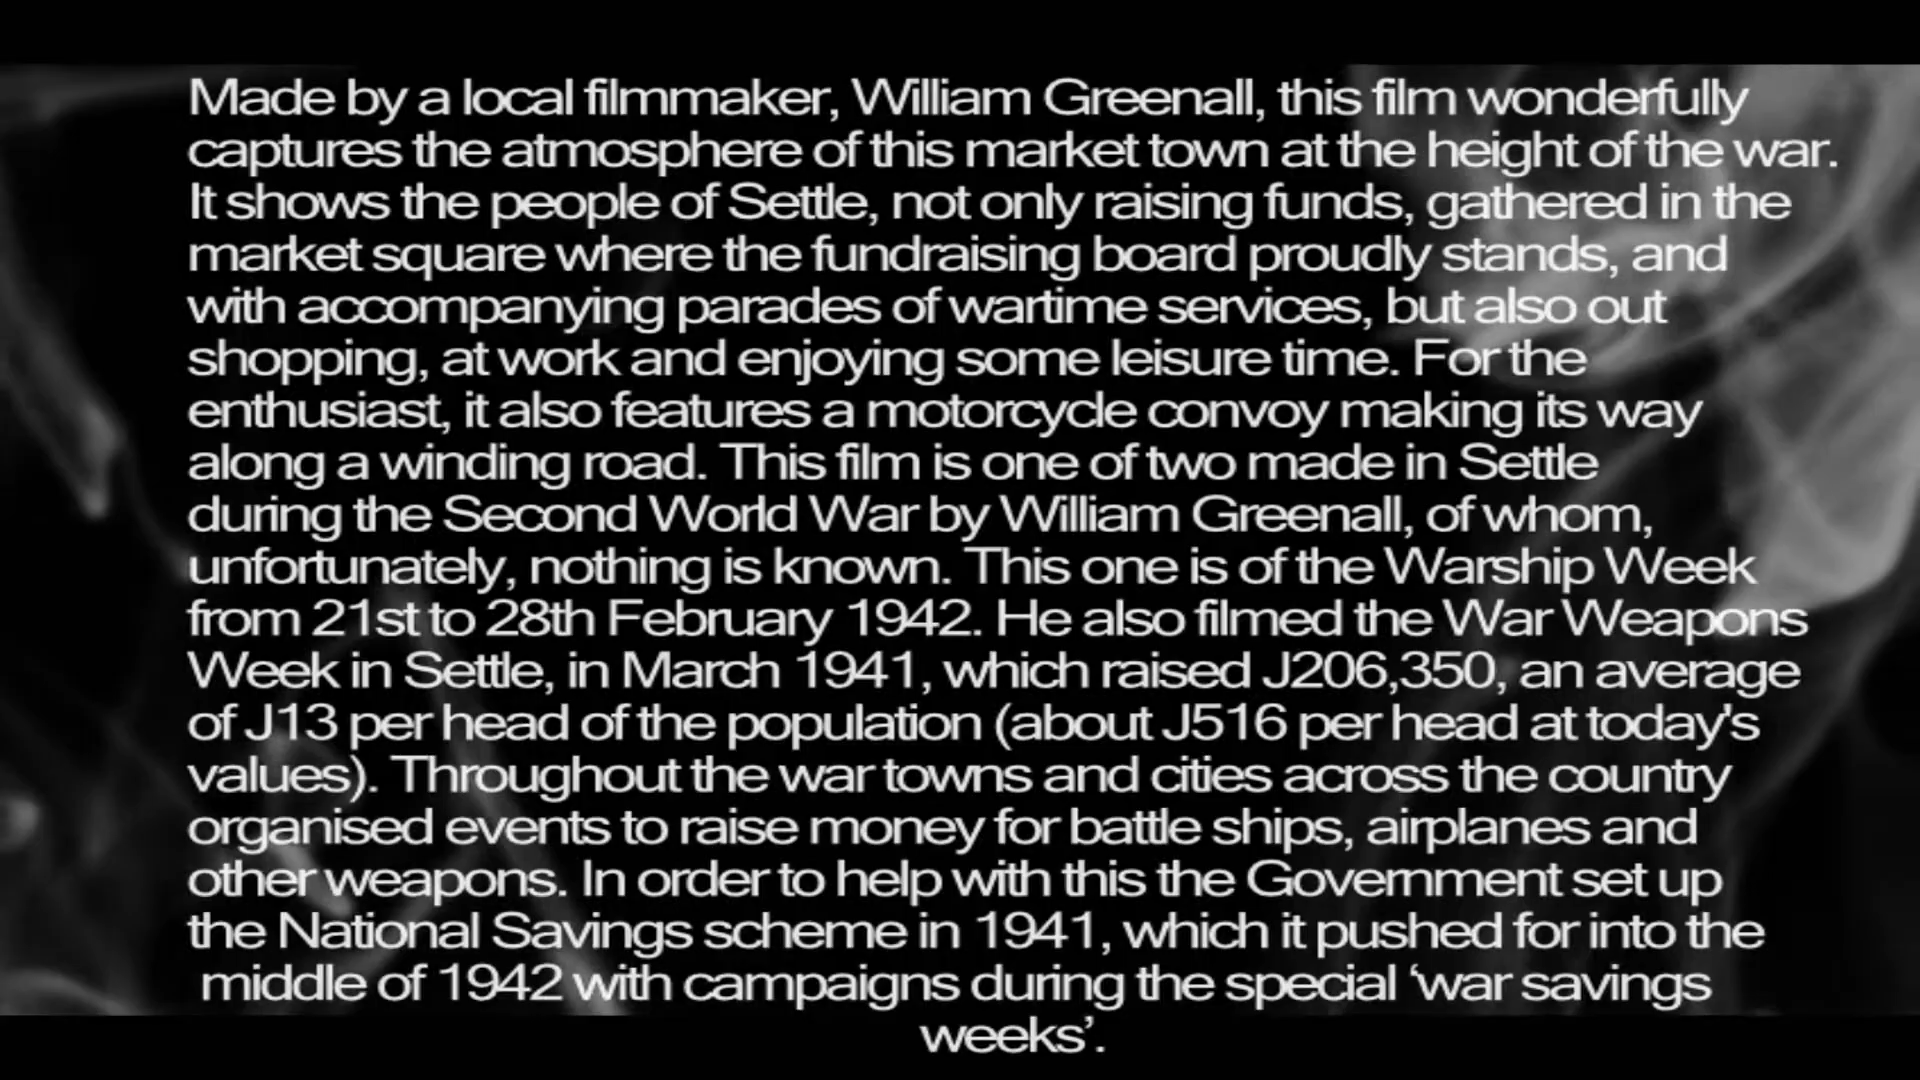 Made by a local filmmaker, William Greenall, this film wonderfully
captures the atmosphere of this market town at the height of the war.
It shows the people of Settle, not only raising funds, gathered in the
market square where the fundraising board proudly stands, and
with accompanying parades of wartime services, but also out
shopping, at work and enjoying some leisure time. For the
enthusiast, it also features a motorcycle convoy making its way
along a winding road. This film is one of two made in Settle
during the Second World War by William Greenall, of whom,
unfortunately, nothing is known. This one is of the Warship Week
from 21st to 28th February 1942. He also filmed the War Weapons
Week in Settle, in March 1941, which raised J206,350, an average
of J13 per head of the population (about J516 per head at today's
values). Throughout the war towns and cities across the country
organised events to raise money for battle ships, airplanes and
other weapons. In order to help with this the Government set up
the National Savings scheme in 1941, which it pushed for into the
middle of 1942 with campaigns during the special ‘war savings
weeks’.